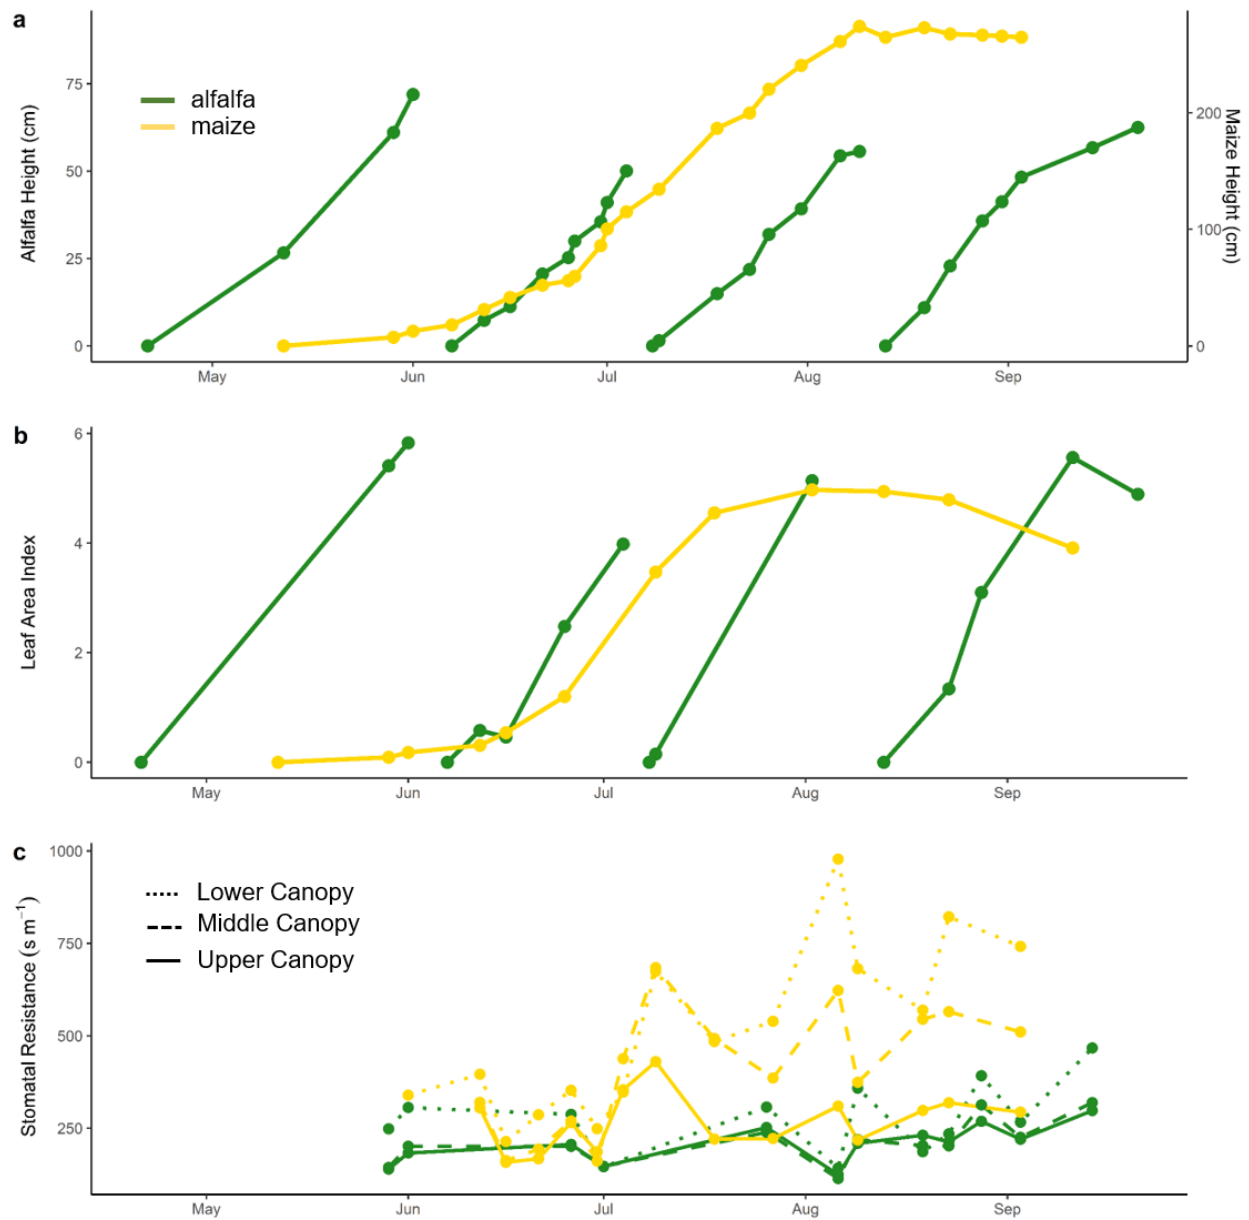 a
75
50
25
0
Alfalfa Height (cm)
alfalfa
maize
200
100
0
Maize Height (cm)
May Jun Jul Aug Sep
b
6
4
2
0
Leaf Area Index
May Jun Jul Aug Sep
c
1000
750
500
250
Stomatal Resistance (s m⁻¹)
Lower Canopy
Middle Canopy
Upper Canopy
May Jun Jul Aug Sep